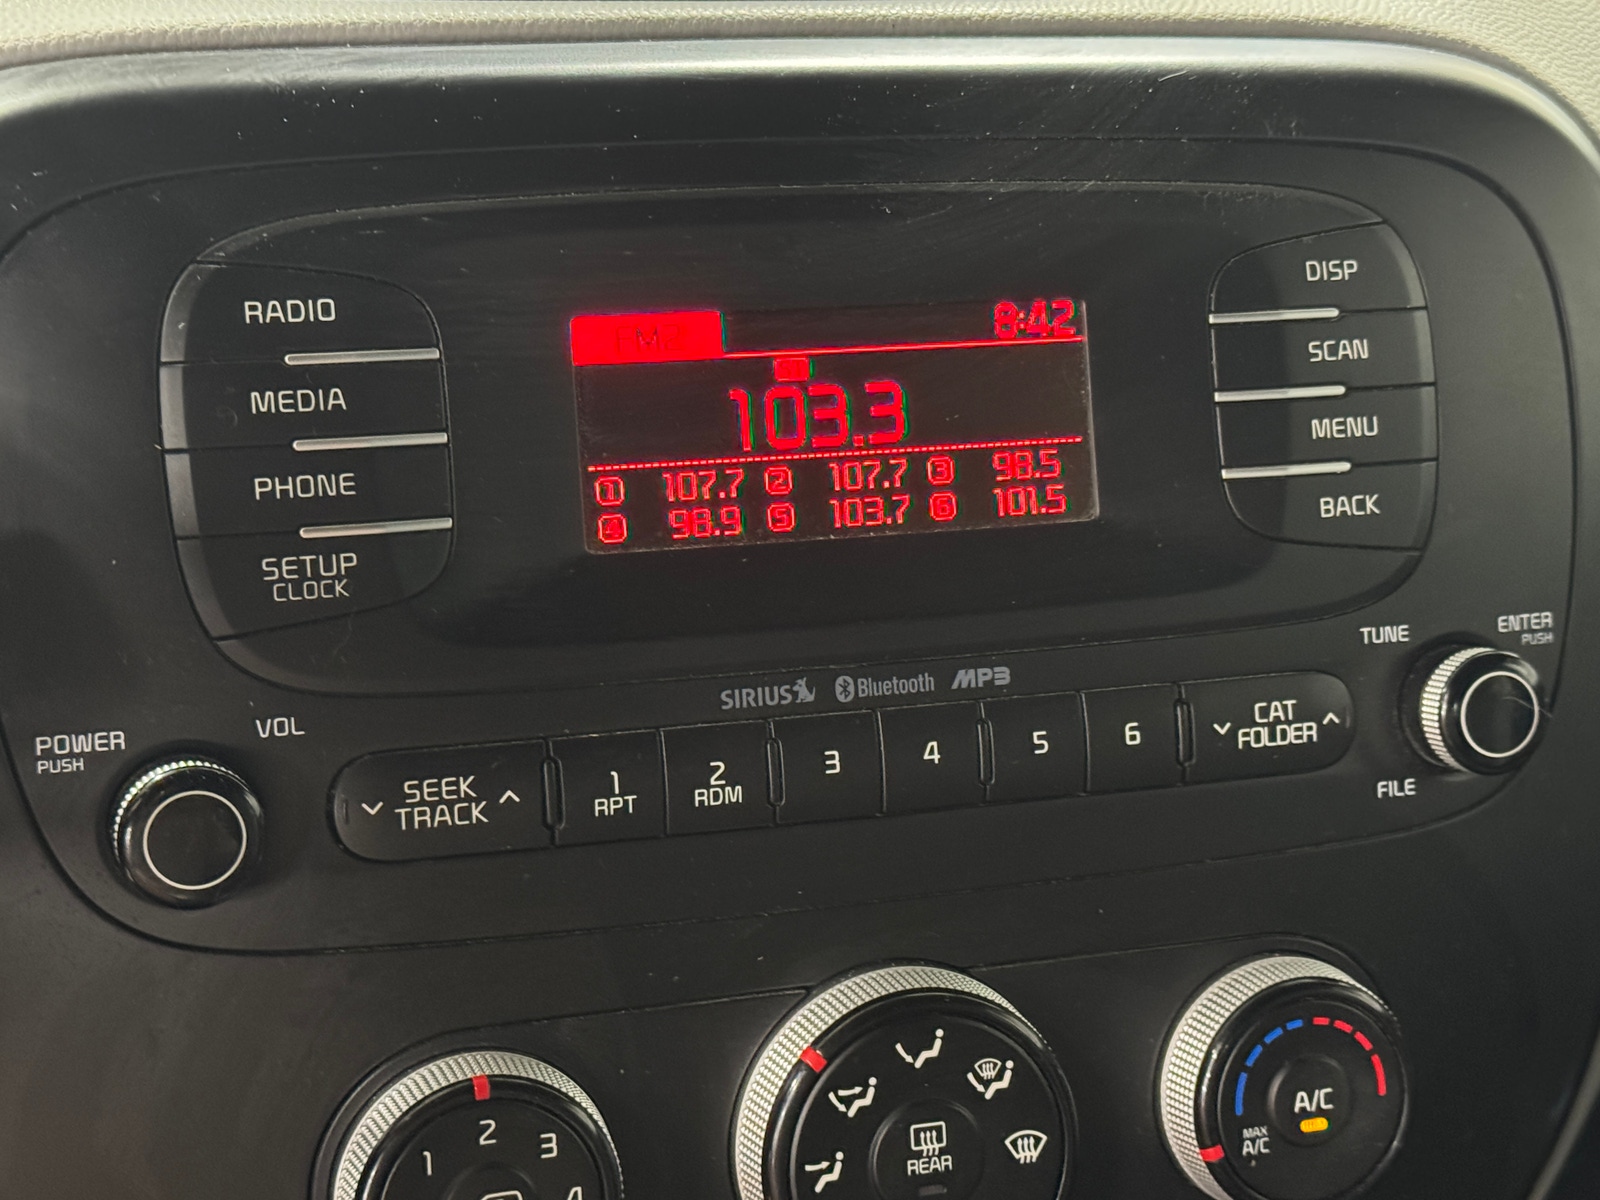 RADIO
MEDIA
PHONE
SETUP
CLOCK
FM2 8:42
103.3
1 107.7 2 107.7 3 98.5
4 98.9 5 103.7 6 101.5
DISP
SCAN
MENU
BACK
POWER
PUSH
VOL
SIRIUS Bluetooth MP3
TUNE
ENTER
PUSH
FILE
SEEK
TRACK
1
RPT
2
RDM
3
4
5
6
CAT
FOLDER
1 2 3 4
REAR
A/C
MAX
A/C